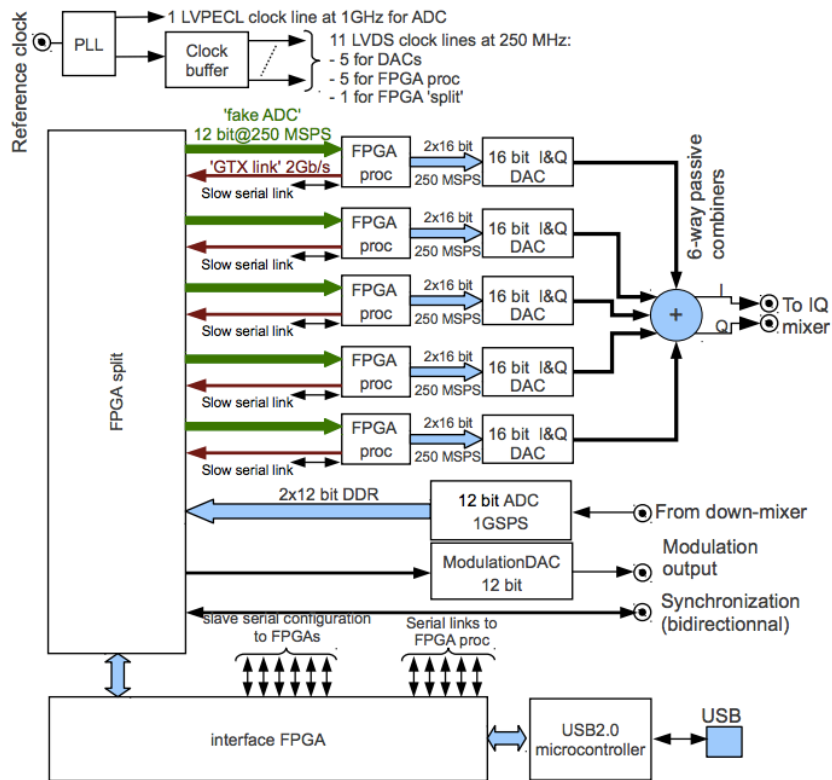 Reference clock
PLL
1 LVPECL clock line at 1GHz for ADC
Clock
buffer
11 LVDS clock lines at 250 MHz:
- 5 for DACs
- 5 for FPGA proc
- 1 for FPGA 'split'
FPGA split
'fake ADC'
12 bit@250 MSPS
'GTX link' 2Gb/s
Slow serial link
FPGA
proc
2x16 bit
250 MSPS
16 bit I&Q
DAC
Slow serial link
FPGA
proc
2x16 bit
250 MSPS
16 bit I&Q
DAC
Slow serial link
FPGA
proc
2x16 bit
250 MSPS
16 bit I&Q
DAC
Slow serial link
FPGA
proc
2x16 bit
250 MSPS
16 bit I&Q
DAC
Slow serial link
FPGA
proc
2x16 bit
250 MSPS
16 bit I&Q
DAC
6-way passive
combiners
+
I
Q
To IQ
mixer
2x12 bit DDR
12 bit ADC
1GSPS
From down-mixer
ModulationDAC
12 bit
Modulation
output
Synchronization
(bidirectionnal)
slave serial configuration
to FPGAs
Serial links to
FPGA proc
interface FPGA
USB2.0
microcontroller
USB